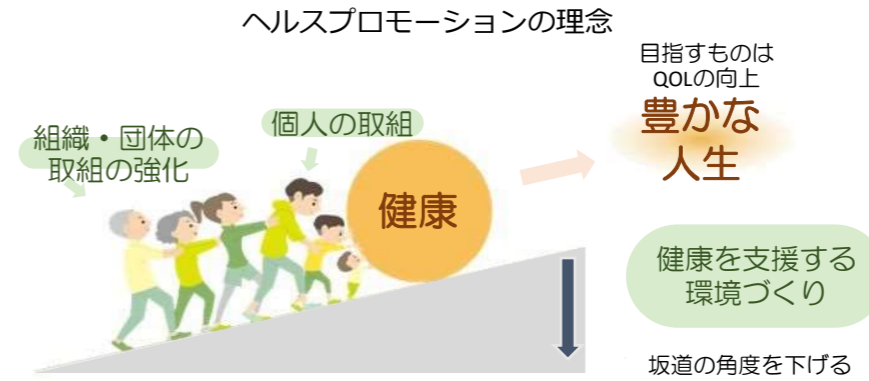 ヘルスプロモーションの理念
目指すものは
QOLの向上
豊かな
人生
組織・団体の
取組の強化
個人の取組
健康
健康を支援する
環境づくり
坂道の角度を下げる